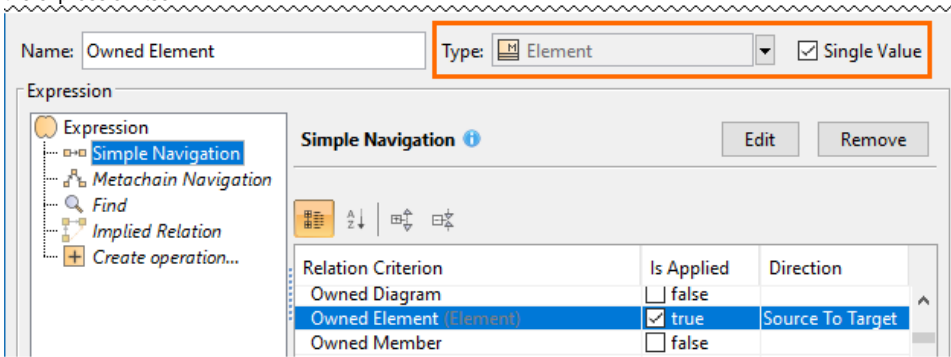 Name: Owned Element Type: Element Single Value
Expression
Expression
Simple Navigation
Metachain Navigation
Find
Implied Relation
Create operation...
Simple Navigation Edit Remove
Relation Criterion Is Applied Direction
Owned Diagram false
Owned Element (Element) true Source To Target
Owned Member false